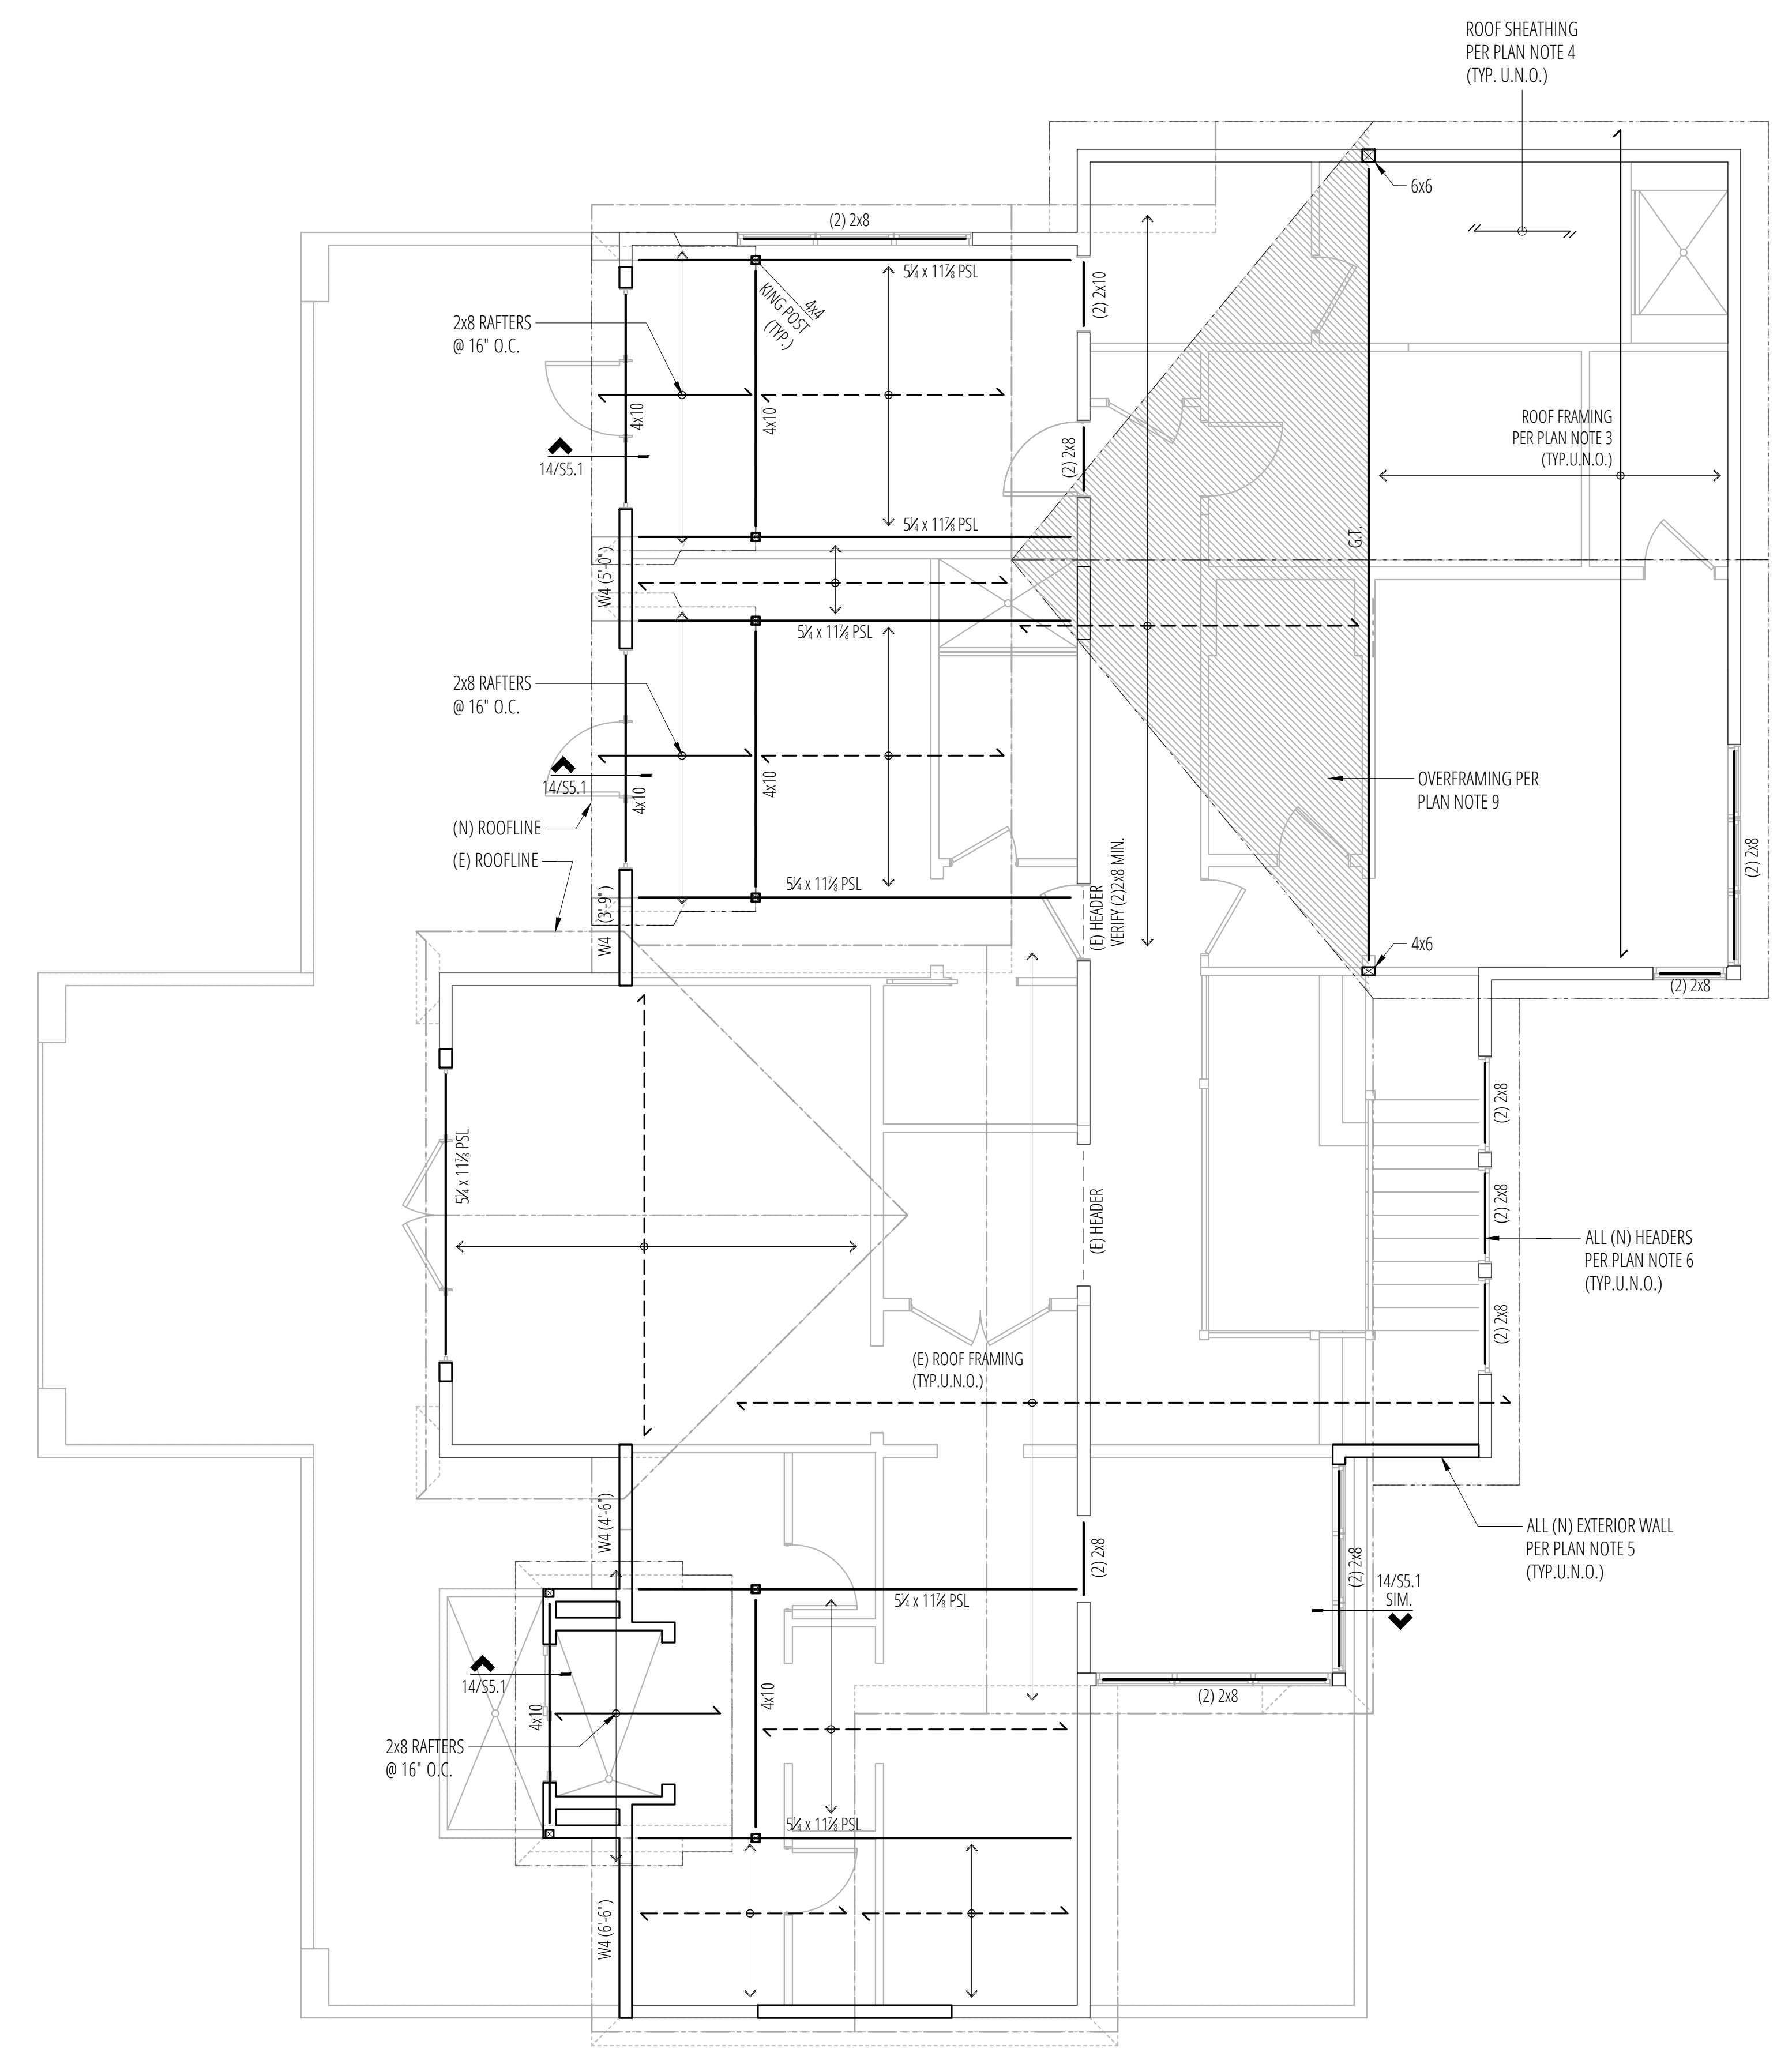 ROOF SHEATHING
PER PLAN NOTE 4
(TYP. U.N.O.)
6x6
(2) 2x8
5¼ x 11⅞ PSL
(2) 2x10
4x4
KING POST
(TYP.)
2x8 RAFTERS
@ 16" O.C.
4x10
4x10
ROOF FRAMING
PER PLAN NOTE 3
(TYP.U.N.O.)
14/S5.1
(2) 2x8
5¼ x 11⅞ PSL
G.T.
W4 (5'-0")
5¼ x 11⅞ PSL
2x8 RAFTERS
@ 16" O.C.
14/S5.1
4x10
4x10
OVERFRAMING PER
PLAN NOTE 9
(N) ROOFLINE
(E) ROOFLINE
(2) 2x8
5¼ x 11⅞ PSL
W4 (3'-9")
(E) HEADER
VERIFY (2)2x8 MIN.
4x6
(2) 2x8
(2) 2x8
5¼ x 11⅞ PSL
(2) 2x8
(E) HEADER
ALL (N) HEADERS
PER PLAN NOTE 6
(TYP.U.N.O.)
(2) 2x8
(E) ROOF FRAMING
(TYP.U.N.O.)
W4 (4'-6")
ALL (N) EXTERIOR WALL
PER PLAN NOTE 5
(TYP.U.N.O.)
(2) 2x8
(2) 2x8
14/S5.1
SIM.
5¼ x 11⅞ PSL
14/S5.1
4x10
4x10
(2) 2x8
2x8 RAFTERS
@ 16" O.C.
5¼ x 11⅞ PSL
W4 (6'-6")